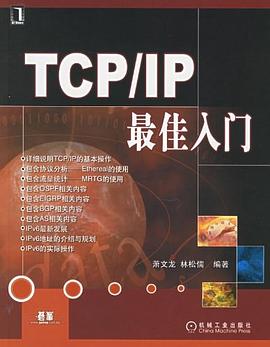 TCP/IP
最佳入门
详细说明TCP/IP的基本操作
包含协议分析——Ethereal的使用
包含流量统计——MRTG的使用
包含OSPF相关内容
包含EIGRP相关内容
包含BGP相关内容
包含AS相关内容
IPv6最新发展
IPv6地址的介绍与规划
IPv6的实际操作
萧文龙 林松儒 编著
机械工业出版社
China Machine Press